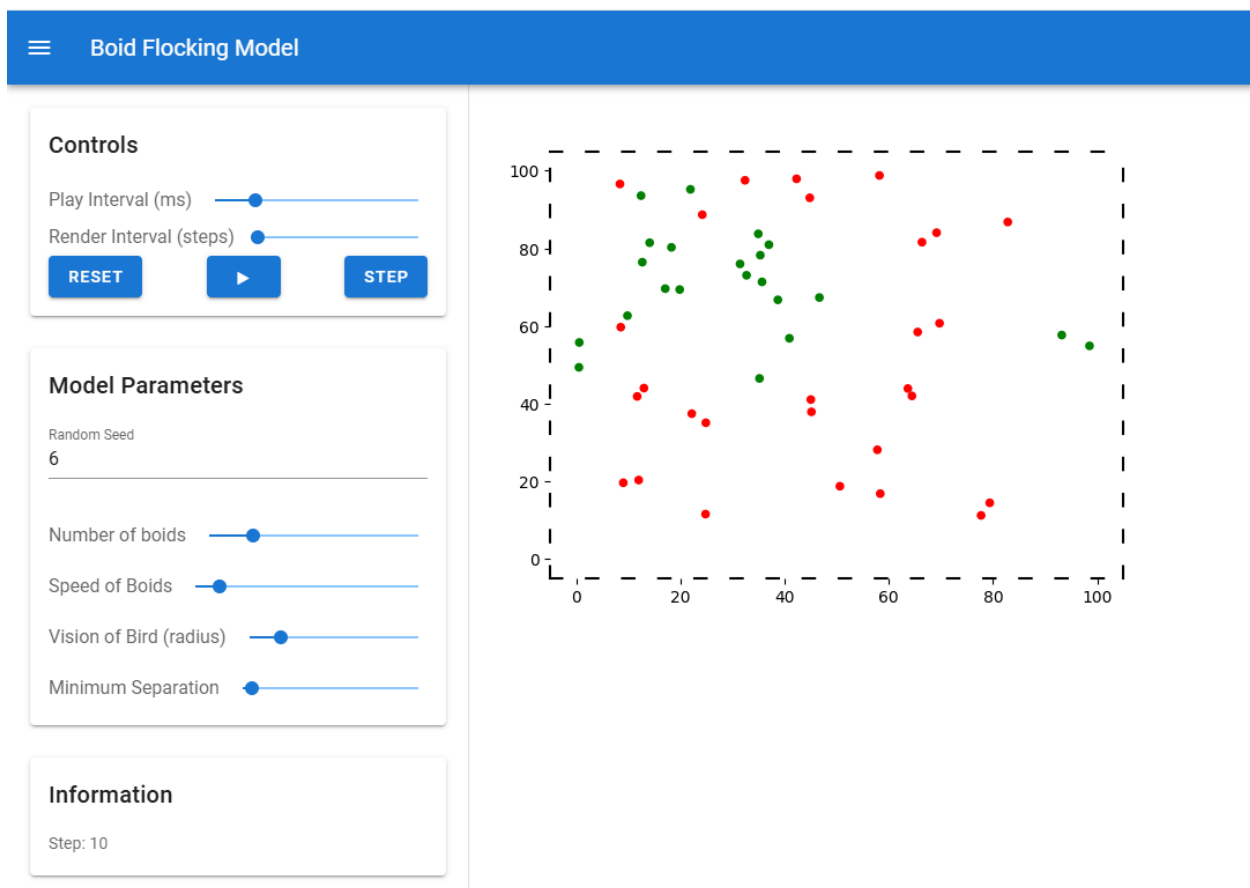 Boid Flocking Model
Controls
Play Interval (ms)
Render Interval (steps)
RESET
STEP
Model Parameters
Random Seed
6
Number of boids
Speed of Boids
Vision of Bird (radius)
Minimum Separation
Information
Step: 10
100
80
60
40
20
0
0 20 40 60 80 100